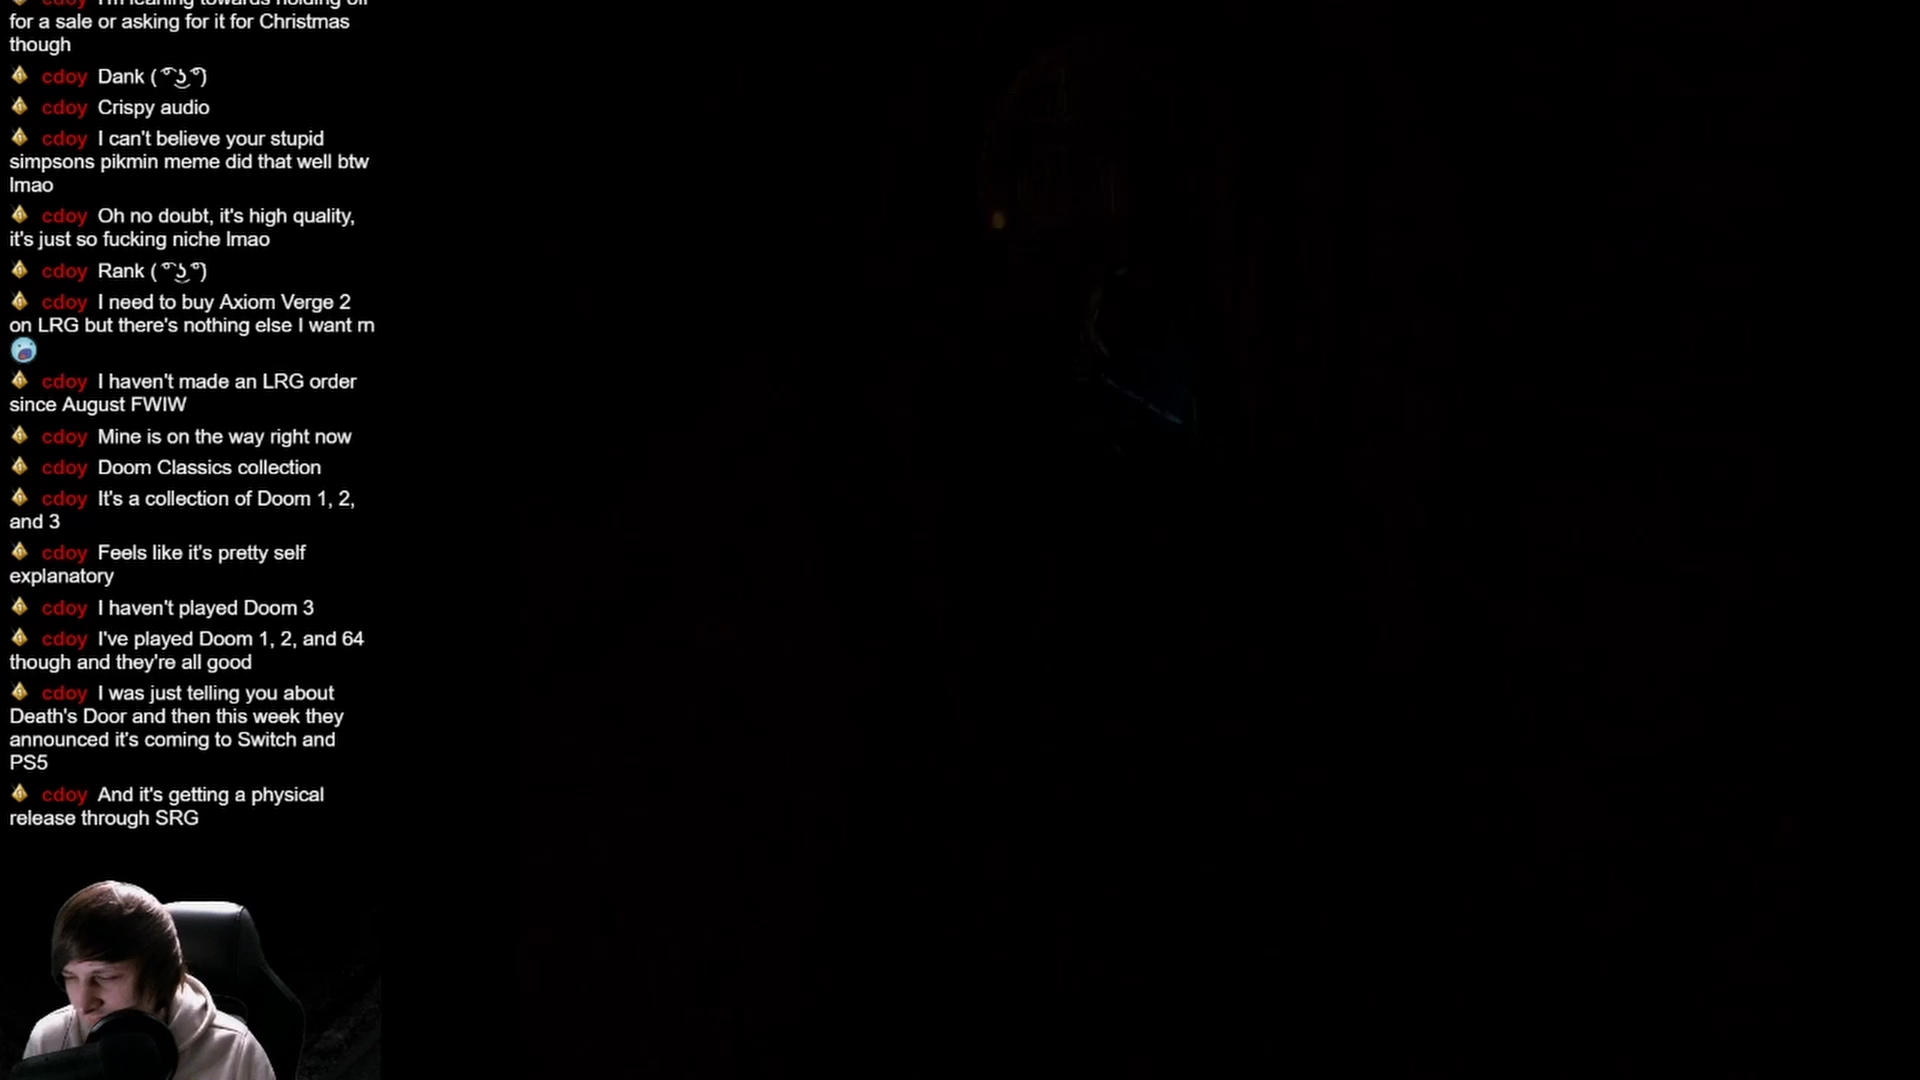 cdoy I'm leaning towards holding off
for a sale or asking for it for Christmas
though
cdoy Dank ( ͡° ͜ʖ ͡°)
cdoy Crispy audio
cdoy I can't believe your stupid
simpsons pikmin meme did that well btw
lmao
cdoy Oh no doubt, it's high quality,
it's just so fucking niche lmao
cdoy Rank ( ͡° ͜ʖ ͡°)
cdoy I need to buy Axiom Verge 2
on LRG but there's nothing else I want rn
cdoy I haven't made an LRG order
since August FWIW
cdoy Mine is on the way right now
cdoy Doom Classics collection
cdoy It's a collection of Doom 1, 2,
and 3
cdoy Feels like it's pretty self
explanatory
cdoy I haven't played Doom 3
cdoy I've played Doom 1, 2, and 64
though and they're all good
cdoy I was just telling you about
Death's Door and then this week they
announced it's coming to Switch and
PS5
cdoy And it's getting a physical
release through SRG